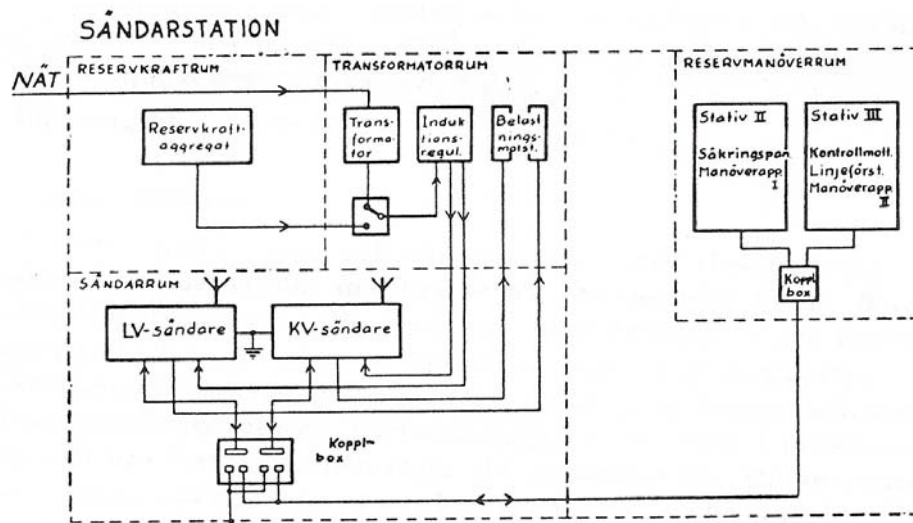 SÄNDARSTATION
NÄT
RESERVKRAFTRUM
TRANSFORMATORRUM
RESERVMANÖVERRUM
Reservkraft-
aggregat
Trans-
forma-
tor
Induk
tions-
regul.
Belast
nings-
motst.
Stativ II
Säkringspan.
Manöverapp.
I
Stativ III
Kontrollmott.
Linjeförst.
Manöverapp.
II
Koppl
box
SÄNDARRUM
LV-sändare
KV-sändare
Kopplt-
box